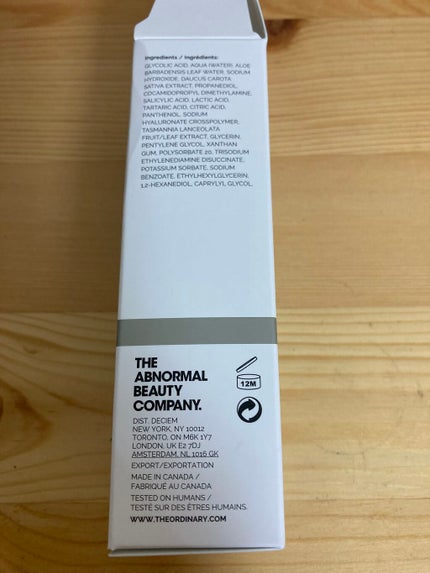 Ingredients / Ingrédients:
GLYCOLIC ACID, AQUA (WATER), ALOE
BARBADENSIS LEAF WATER, SODIUM
HYDROXIDE, DAUCUS CAROTA
SATIVA EXTRACT, PROPANEDIOL,
COCAMIDOPROPYL DIMETHYLAMINE,
SALICYLIC ACID, LACTIC ACID,
TARTARIC ACID, CITRIC ACID,
PANTHENOL, SODIUM
HYALURONATE CROSSPOLYMER,
TASMANNIA LANCEOLATA
FRUIT/LEAF EXTRACT, GLYCERIN,
PENTYLENE GLYCOL, XANTHAN
GUM, POLYSORBATE 20, TRISODIUM
ETHYLENEDIAMINE DISUCCINATE,
POTASSIUM SORBATE, SODIUM
BENZOATE, ETHYLHEXYLGLYCERIN,
1,2-HEXANEDIOL, CAPRYLYL GLYCOL.
THE
ABNORMAL
BEAUTY
COMPANY.
12M
DIST. DECIEM
NEW YORK, NY 10012
TORONTO, ON M6K 1Y7
LONDON, UK E2 7DJ
AMSTERDAM, NL 1016 GK
EXPORT/EXPORTATION
MADE IN CANADA /
FABRIQUÉ AU CANADA
TESTED ON HUMANS /
TESTÉ SUR DES ÊTRES HUMAINS.
WWW.THEORDINARY.COM